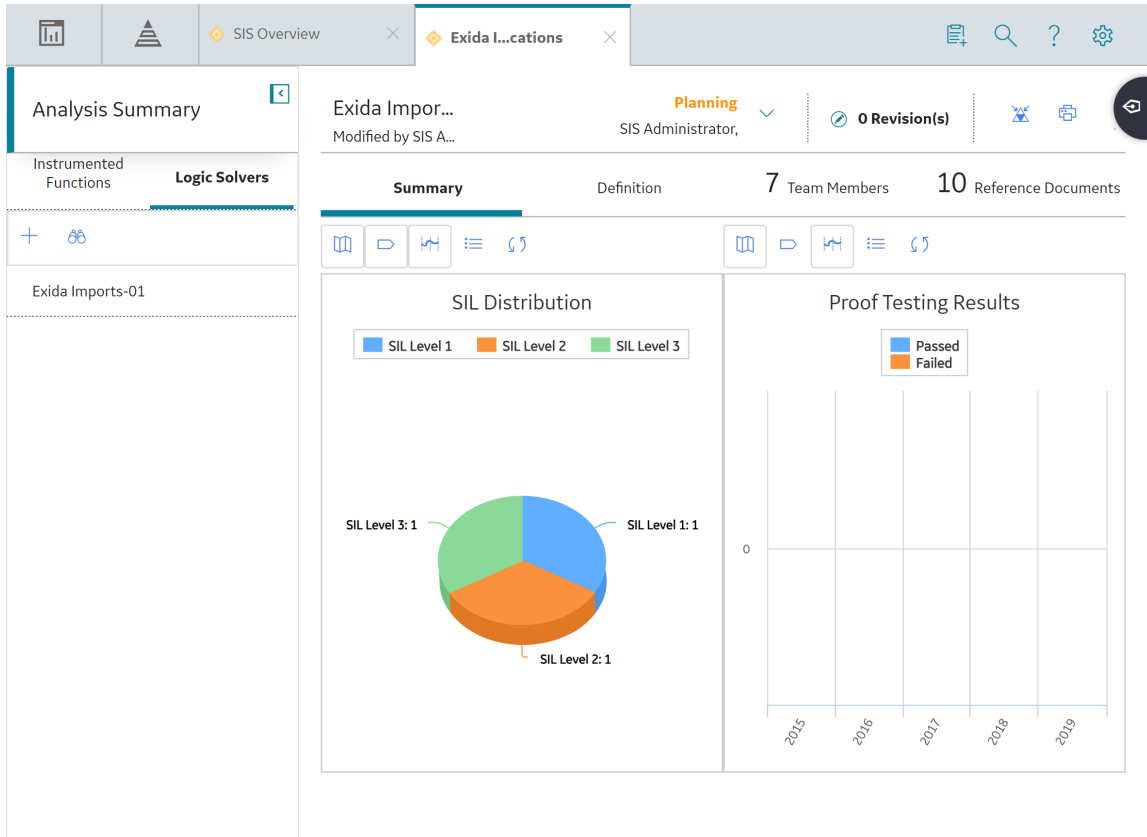 SIS Overview
Exida I...cations
Analysis Summary
Instrumented
Functions
Logic Solvers
Exida Imports-01
Exida Impor...
Modified by SIS A...
Planning
SIS Administrator,
0 Revision(s)
Summary
Definition
7 Team Members
10 Reference Documents
SIL Distribution
SIL Level 1
SIL Level 2
SIL Level 3
SIL Level 3: 1
SIL Level 1: 1
SIL Level 2: 1
Proof Testing Results
Passed
Failed
0
2015
2016
2017
2018
2019